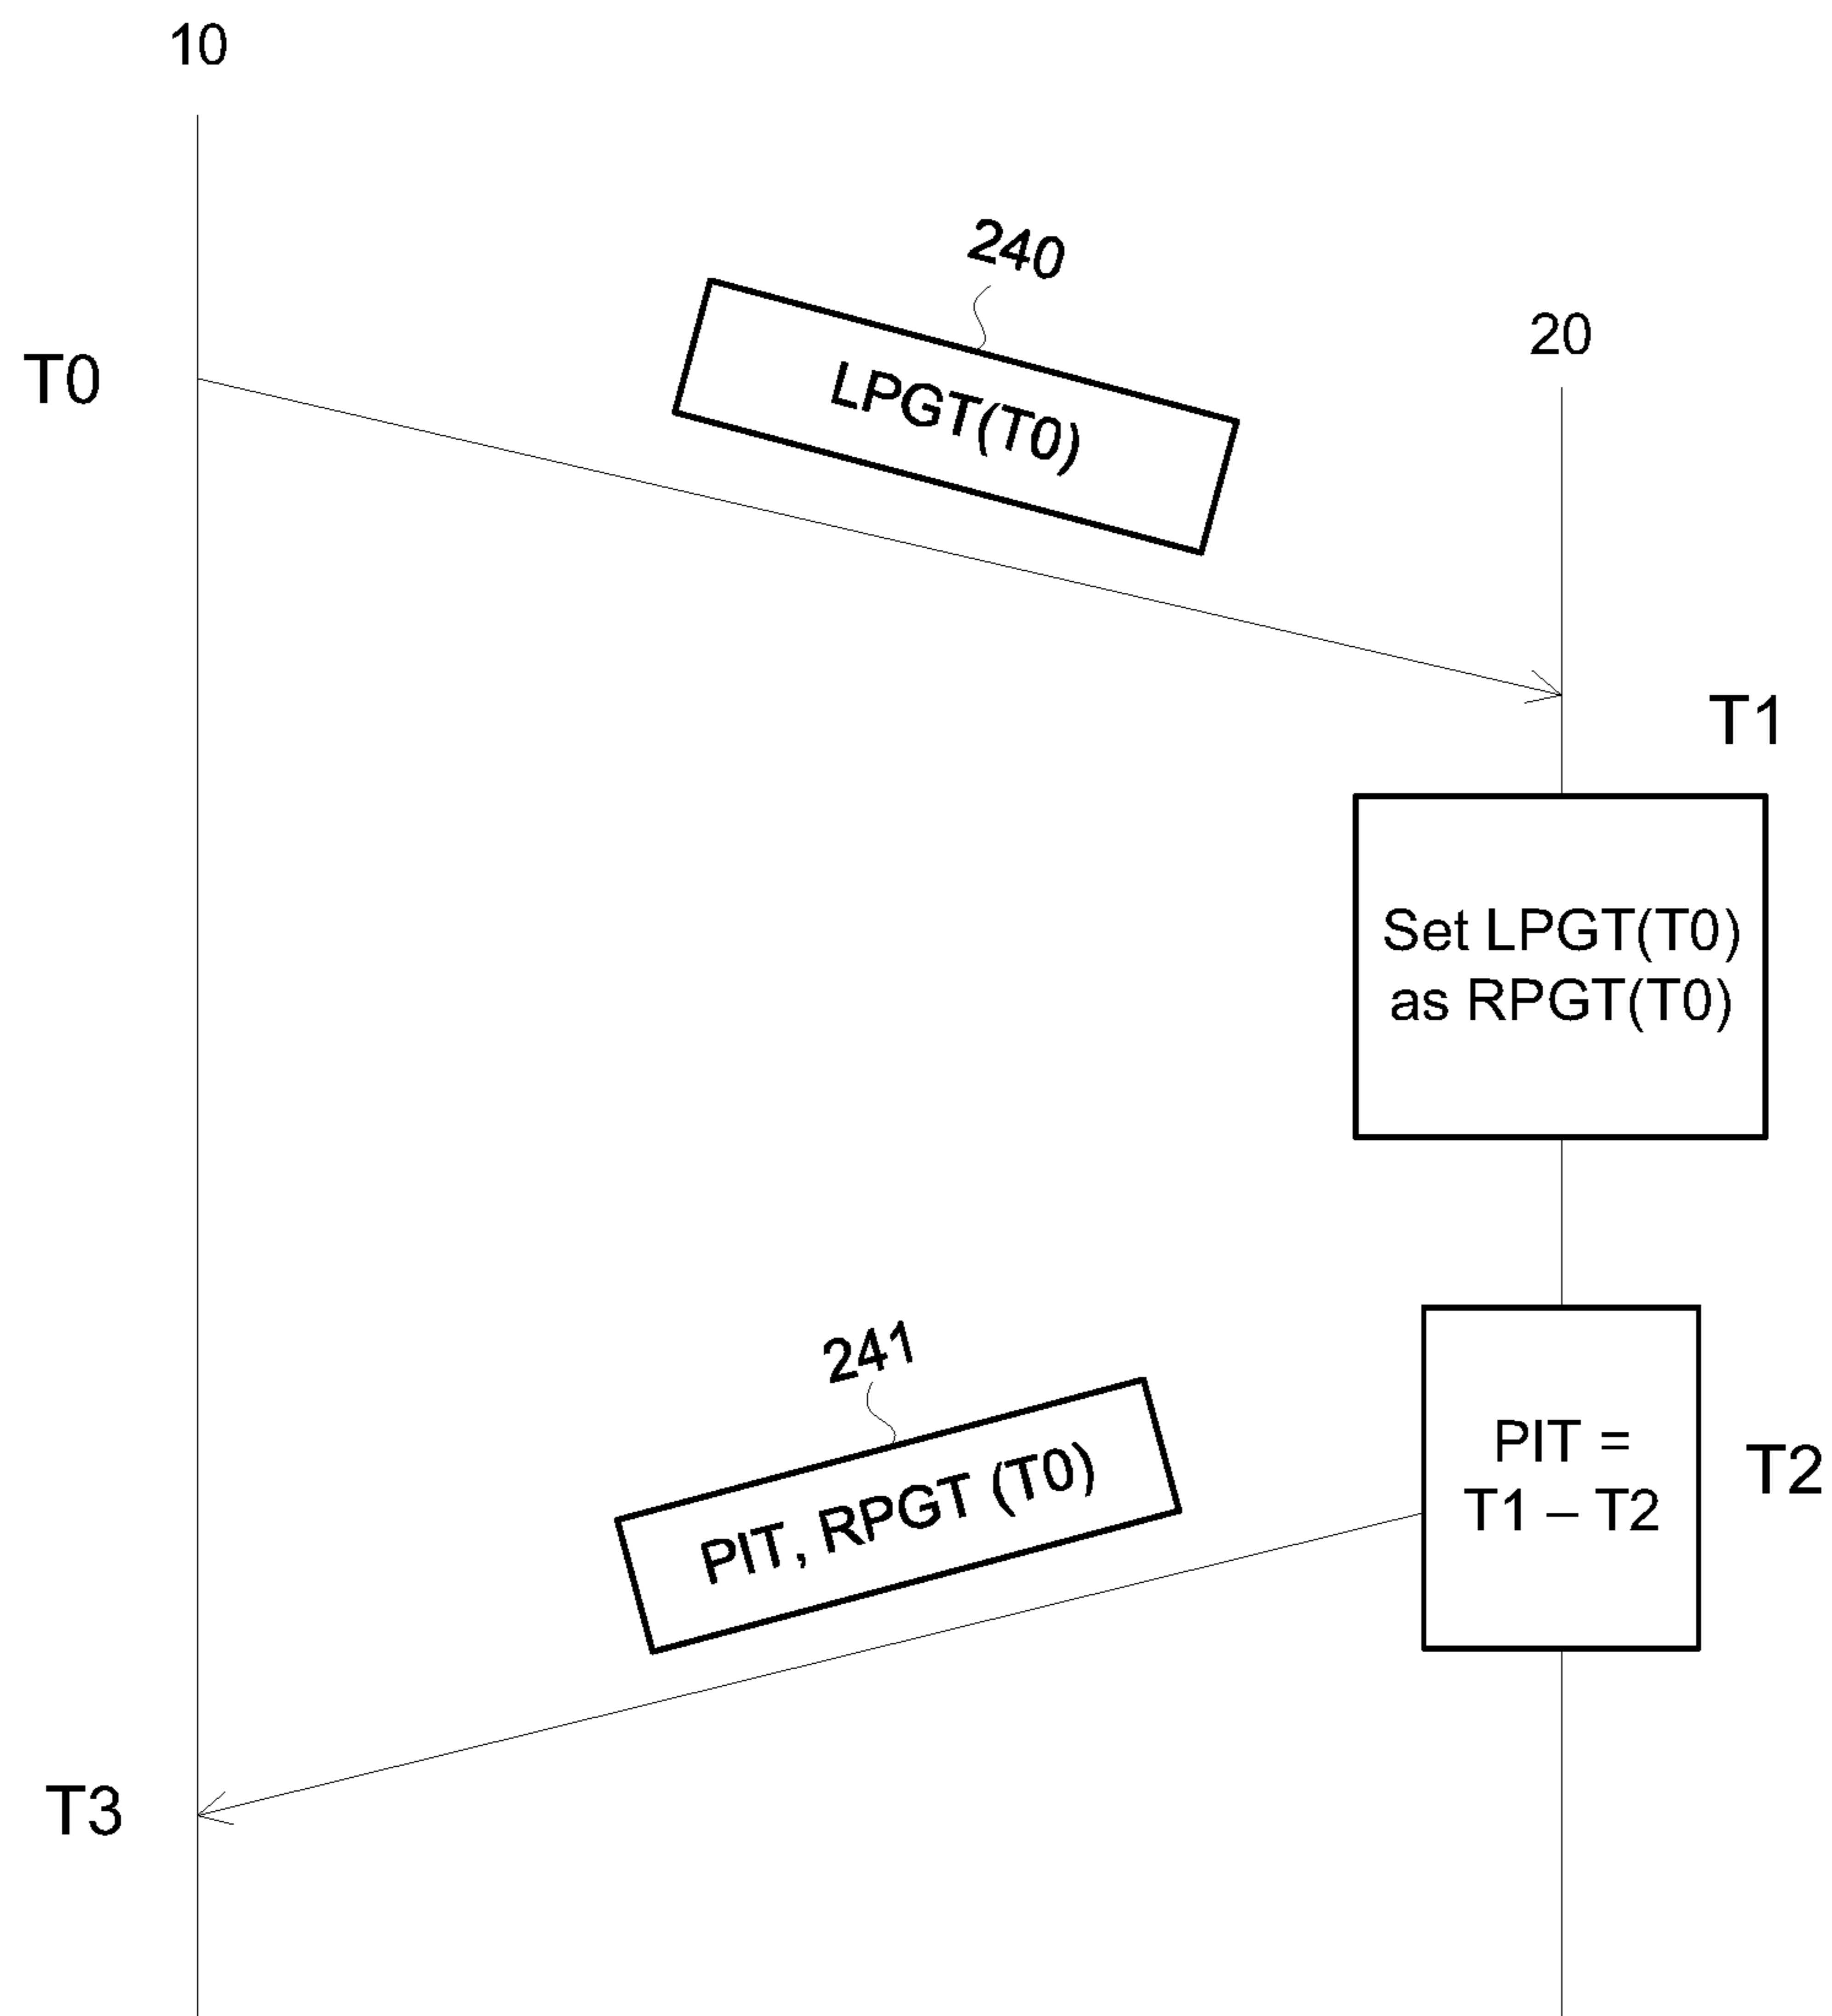 10
240
20
T0
LPGT(T0)
T1
Set LPGT(T0)
as RPGT(T0)
241
PIT =
T1 – T2
T2
PIT, RPGT (T0)
T3